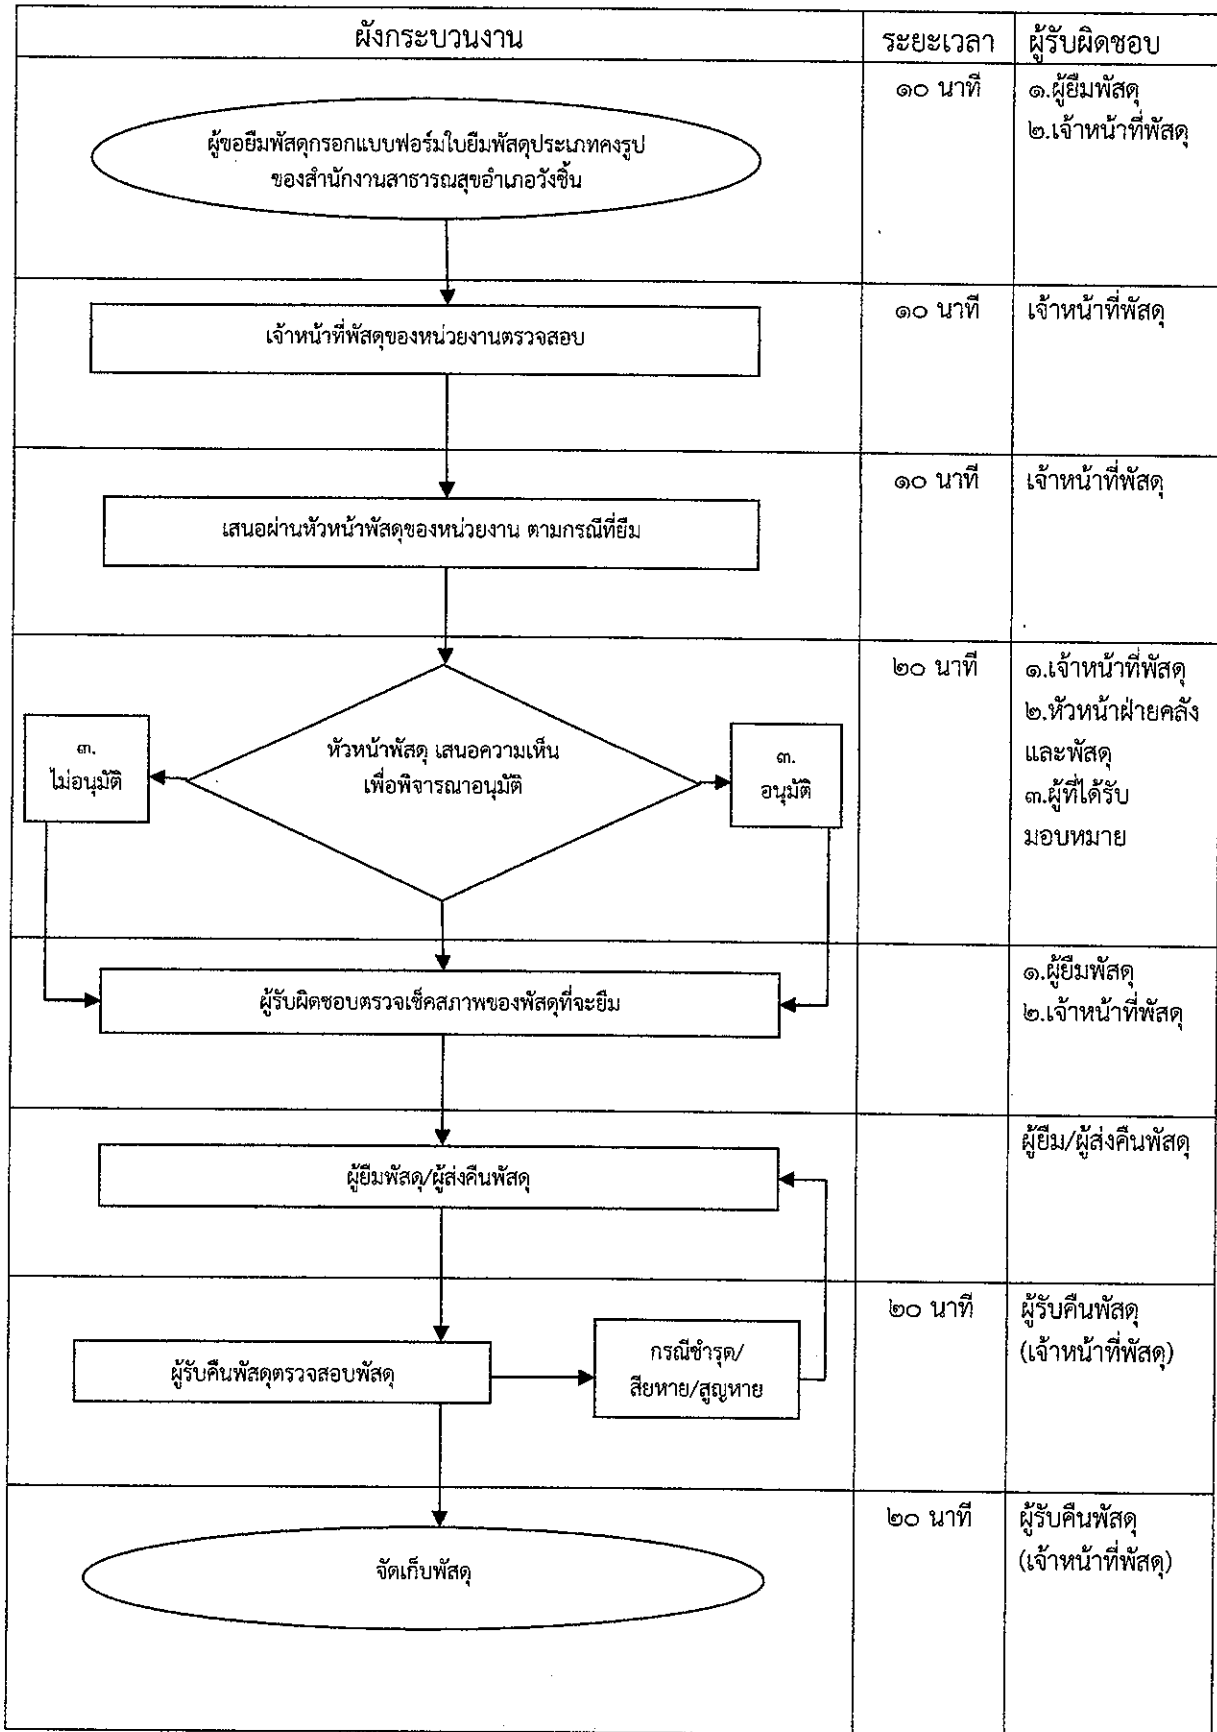 ผังกระบวนงาน
ระยะเวลา
ผู้รับผิดชอบ
ผู้ขอยืมพัสดุกรอกแบบฟอร์มใบยืมพัสดุประเภทคงรูป
ของสำนักงานสาธารณสุขอำเภอวังชิ้น
๑๐ นาที
๑.ผู้ยืมพัสดุ
๒.เจ้าหน้าที่พัสดุ
เจ้าหน้าที่พัสดุของหน่วยงานตรวจสอบ
๑๐ นาที
เจ้าหน้าที่พัสดุ
เสนอผ่านหัวหน้าพัสดุของหน่วยงาน ตามกรณีที่ยืม
๑๐ นาที
เจ้าหน้าที่พัสดุ
๓.
ไม่อนุมัติ
หัวหน้าพัสดุ เสนอความเห็น
เพื่อพิจารณาอนุมัติ
๓.
อนุมัติ
๒๐ นาที
๑.เจ้าหน้าที่พัสดุ
๒.หัวหน้าฝ่ายคลัง
และพัสดุ
๓.ผู้ที่ได้รับ
มอบหมาย
ผู้รับผิดชอบตรวจเช็คสภาพของพัสดุที่จะยืม
๑.ผู้ยืมพัสดุ
๒.เจ้าหน้าที่พัสดุ
ผู้ยืมพัสดุ/ผู้ส่งคืนพัสดุ
ผู้ยืม/ผู้ส่งคืนพัสดุ
ผู้รับคืนพัสดุตรวจสอบพัสดุ
กรณีชำรุด/
สียหาย/สูญหาย
๒๐ นาที
ผู้รับคืนพัสดุ
(เจ้าหน้าที่พัสดุ)
จัดเก็บพัสดุ
๒๐ นาที
ผู้รับคืนพัสดุ
(เจ้าหน้าที่พัสดุ)